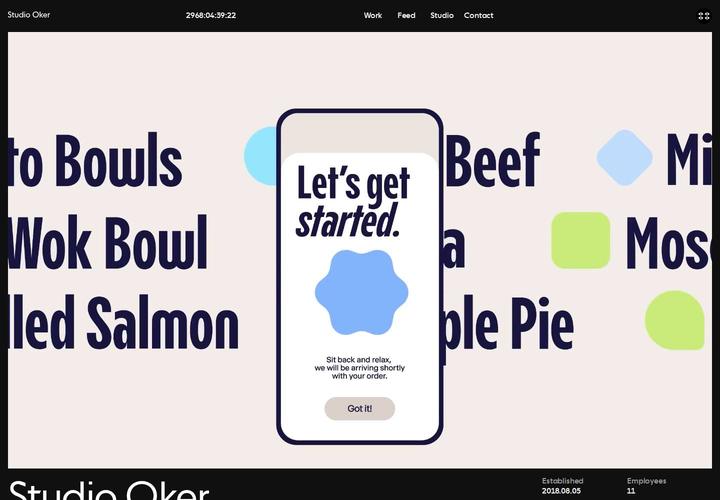 Studio Oker
2968:04:39:22
Work Feed Studio Contact
to Bowls
Beef
Mi
Wok Bowl
a
Mos
lled Salmon
ple Pie
Let's get
started.
Sit back and relax,
we will be arriving shortly
with your order.
Got it!
Studio Oker
Established
2018.08.05
Employees
11